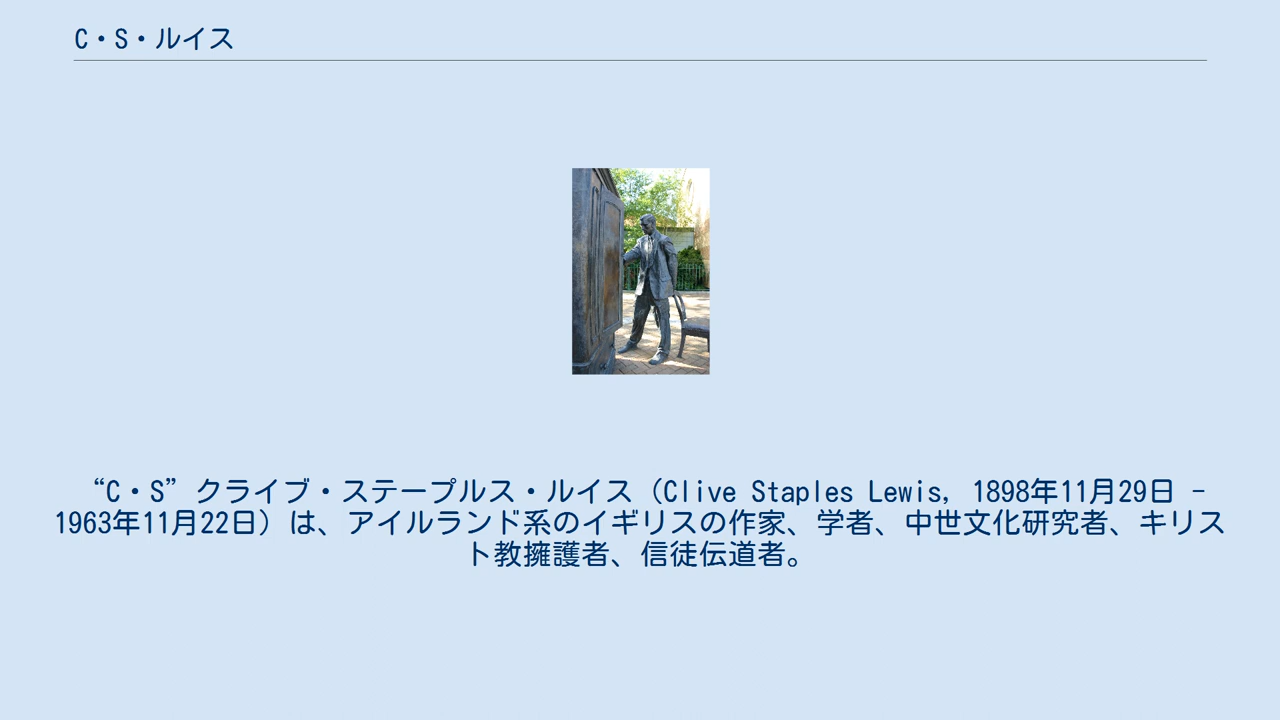 C・S・ルイス
“C・S”クライブ・ステープルス・ルイス（Clive Staples Lewis, 1898年11月29日 -
1963年11月22日）は、アイルランド系のイギリスの作家、学者、中世文化研究者、キリス
ト教擁護者、信徒伝道者。